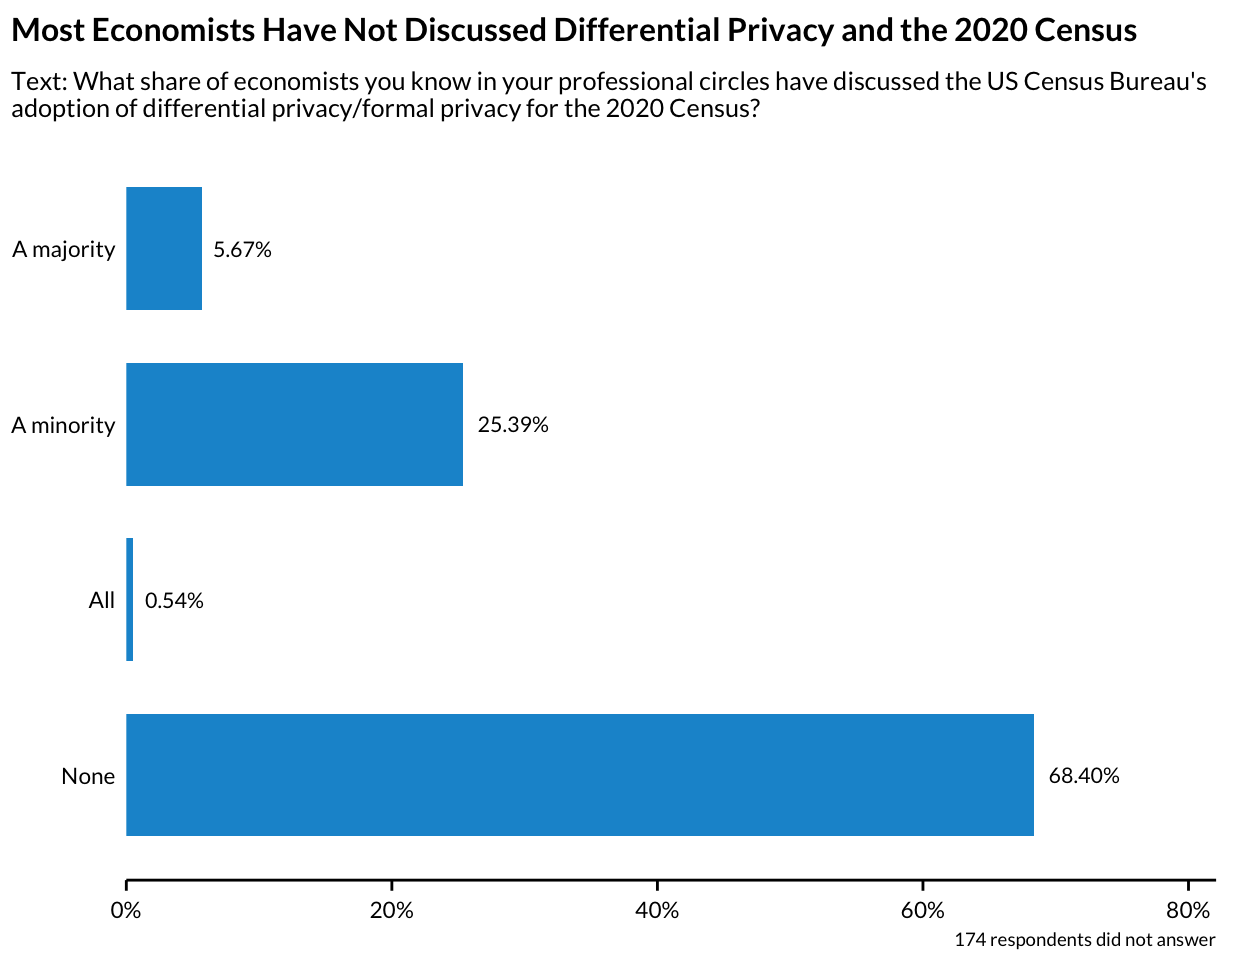 Most Economists Have Not Discussed Differential Privacy and the 2020 Census
Text: What share of economists you know in your professional circles have discussed the US Census Bureau's
adoption of differential privacy/formal privacy for the 2020 Census?
A majority
5.67%
A minority
25.39%
All
0.54%
None
68.40%
0%
20%
40%
60%
80%
174 respondents did not answer